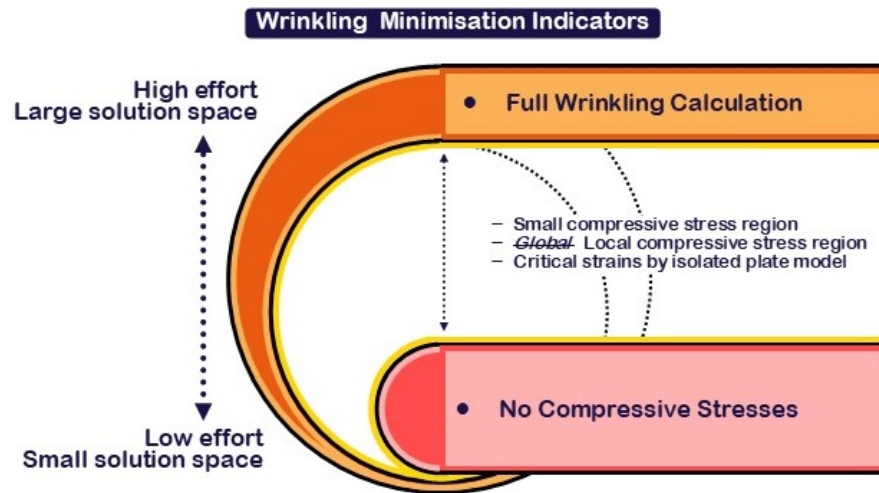 Wrinkling Minimisation Indicators
High effort
Large solution space
• Full Wrinkling Calculation
– Small compressive stress region
– Global Local compressive stress region
– Critical strains by isolated plate model
• No Compressive Stresses
Low effort
Small solution space